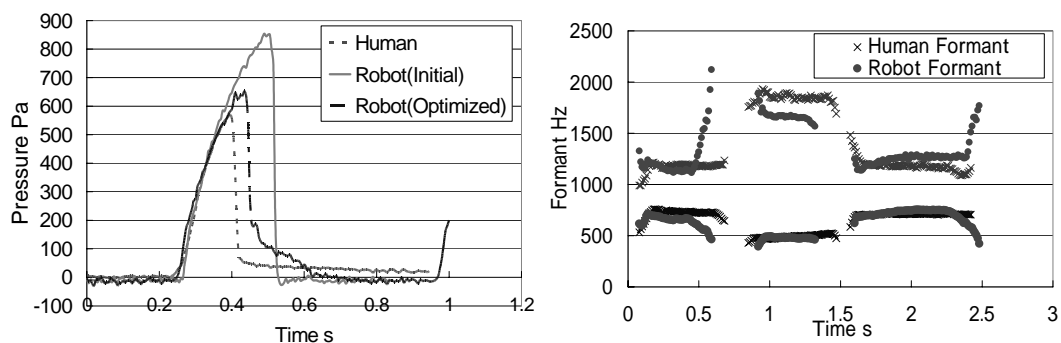 900
800
700
600
500
400
300
200
100
0
-100
Pressure Pa
Human
Robot(Initial)
Robot(Optimized)
0 0.2 0.4 0.6 0.8 1 1.2
Time s
2500
2000
1500
1000
500
0
Formant Hz
Human Formant
Robot Formant
0 0.5 1 1.5 2 2.5 3
Time s